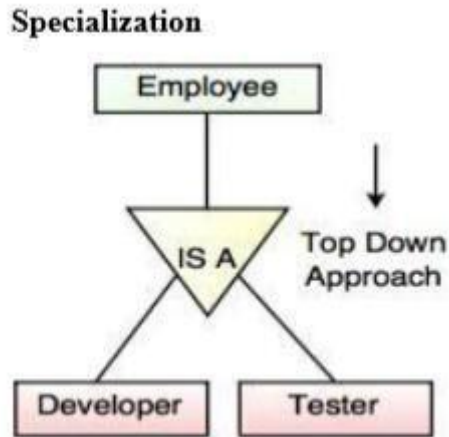 Specialization
Employee
IS A
Top Down
Approach
Developer
Tester